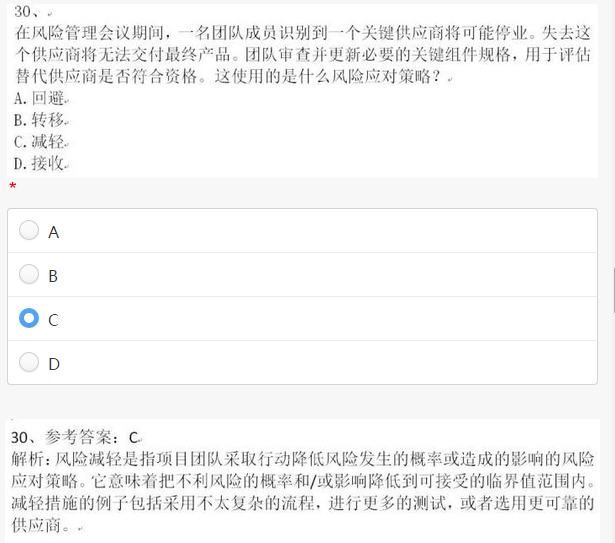 30、
在风险管理会议期间，一名团队成员识别到一个关键供应商将可能停业。失去这
个供应商将无法交付最终产品。团队审查并更新必要的关键组件规格，用于评估
替代供应商是否符合资格。这使用的是什么风险应对策略？
A.回避
B.转移
C.减轻
D.接收
*
A
B
C
D
30、参考答案：C
解析：风险减轻是指项目团队采取行动降低风险发生的概率或造成的影响的风险
应对策略。它意味着把不利风险的概率和/或影响降低到可接受的临界值范围内。
减轻措施的例子包括采用不太复杂的流程，进行更多的测试，或者选用更可靠的
供应商。